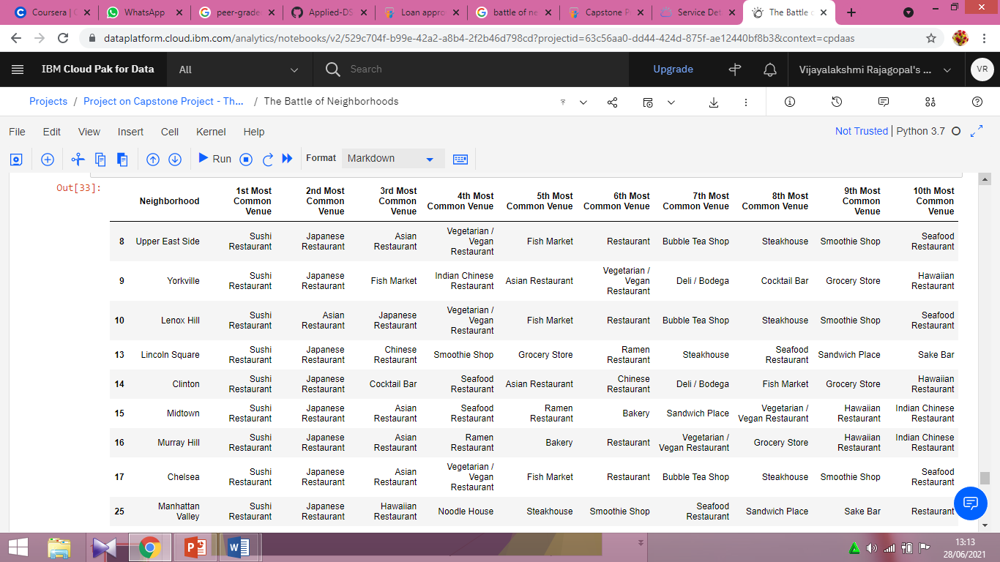 Coursera | C
WhatsApp
peer-grade
Applied-DS
Loan appro
battle of ne
Capstone P
Service Det
The Battle o
dataplatform.cloud.ibm.com/analytics/notebooks/v2/529c704f-b99e-42a2-a8b4-2f2b46d798cd?projectid=63c56aa0-dd44-424d-875f-ae12440bf8b3&context=cpdaas
IBM Cloud Pak for Data
All
Search
Upgrade
Vijayalakshmi Rajagopal's ...
VR
Projects / Project on Capstone Project - Th... / The Battle of Neighborhoods
File Edit View Insert Cell Kernel Help
Not Trusted | Python 3.7
Run
Format
Markdown
Out[33]:
Neighborhood 1st Most Common Venue 2nd Most Common Venue 3rd Most Common Venue 4th Most Common Venue 5th Most Common Venue 6th Most Common Venue 7th Most Common Venue 8th Most Common Venue 9th Most Common Venue 10th Most Common Venue
8 Upper East Side Sushi Restaurant Japanese Restaurant Asian Restaurant Vegetarian / Vegan Restaurant Fish Market Restaurant Bubble Tea Shop Steakhouse Smoothie Shop Seafood Restaurant
9 Yorkville Sushi Restaurant Japanese Restaurant Fish Market Indian Chinese Restaurant Asian Restaurant Vegetarian / Vegan Restaurant Deli / Bodega Cocktail Bar Grocery Store Hawaiian Restaurant
10 Lenox Hill Sushi Restaurant Asian Restaurant Japanese Restaurant Vegetarian / Vegan Restaurant Fish Market Restaurant Bubble Tea Shop Steakhouse Smoothie Shop Seafood Restaurant
13 Lincoln Square Sushi Restaurant Japanese Restaurant Chinese Restaurant Smoothie Shop Grocery Store Ramen Restaurant Steakhouse Seafood Restaurant Sandwich Place Sake Bar
14 Clinton Sushi Restaurant Japanese Restaurant Cocktail Bar Seafood Restaurant Asian Restaurant Chinese Restaurant Deli / Bodega Fish Market Grocery Store Hawaiian Restaurant
15 Midtown Sushi Restaurant Japanese Restaurant Asian Restaurant Seafood Restaurant Ramen Restaurant Bakery Sandwich Place Vegetarian / Vegan Restaurant Hawaiian Restaurant Indian Chinese Restaurant
16 Murray Hill Sushi Restaurant Japanese Restaurant Asian Restaurant Ramen Restaurant Bakery Restaurant Vegetarian / Vegan Restaurant Grocery Store Hawaiian Restaurant Indian Chinese Restaurant
17 Chelsea Sushi Restaurant Japanese Restaurant Asian Restaurant Vegetarian / Vegan Restaurant Fish Market Restaurant Bubble Tea Shop Steakhouse Smoothie Shop Seafood Restaurant
25 Manhattan Valley Sushi Restaurant Japanese Restaurant Hawaiian Restaurant Noodle House Steakhouse Smoothie Shop Seafood Restaurant Sandwich Place Sake Bar Restaurant
13:13
28/06/2021